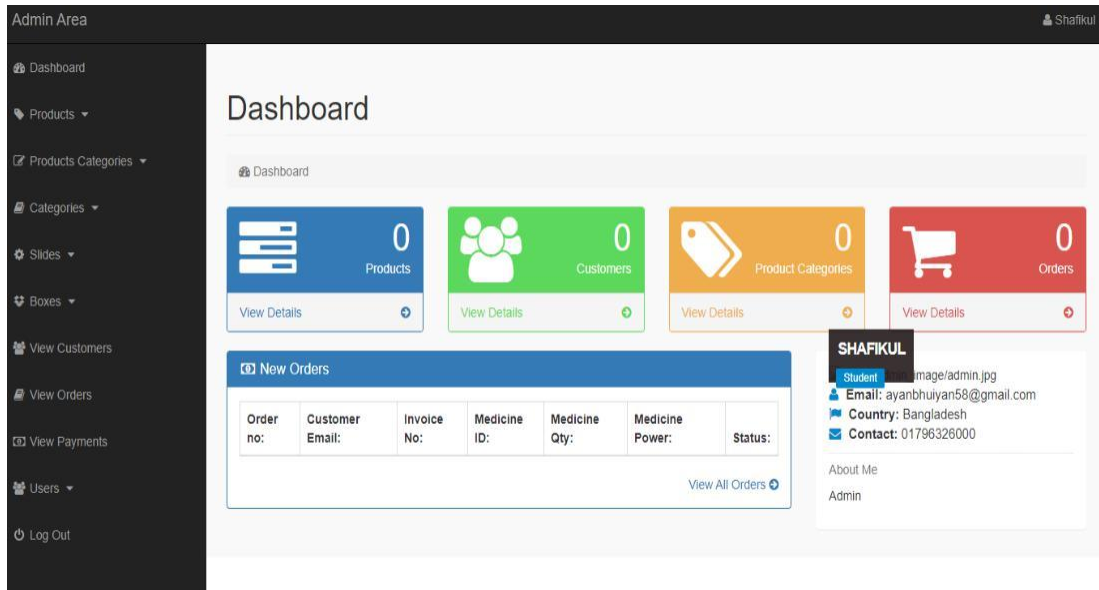 Admin Area
Shafikul
Dashboard
Products
Products Categories
Categories
Slides
Boxes
View Customers
View Orders
View Payments
Users
Log Out
Dashboard
Dashboard
0
Products
View Details
0
Customers
View Details
0
Product Categories
View Details
0
Orders
View Details
New Orders
Order no:
Customer Email:
Invoice No:
Medicine ID:
Medicine Qty:
Medicine Power:
Status:
View All Orders
SHAFIKUL
Student
image/admin.jpg
Email: ayanbhuiyan58@gmail.com
Country: Bangladesh
Contact: 01796326000
About Me
Admin